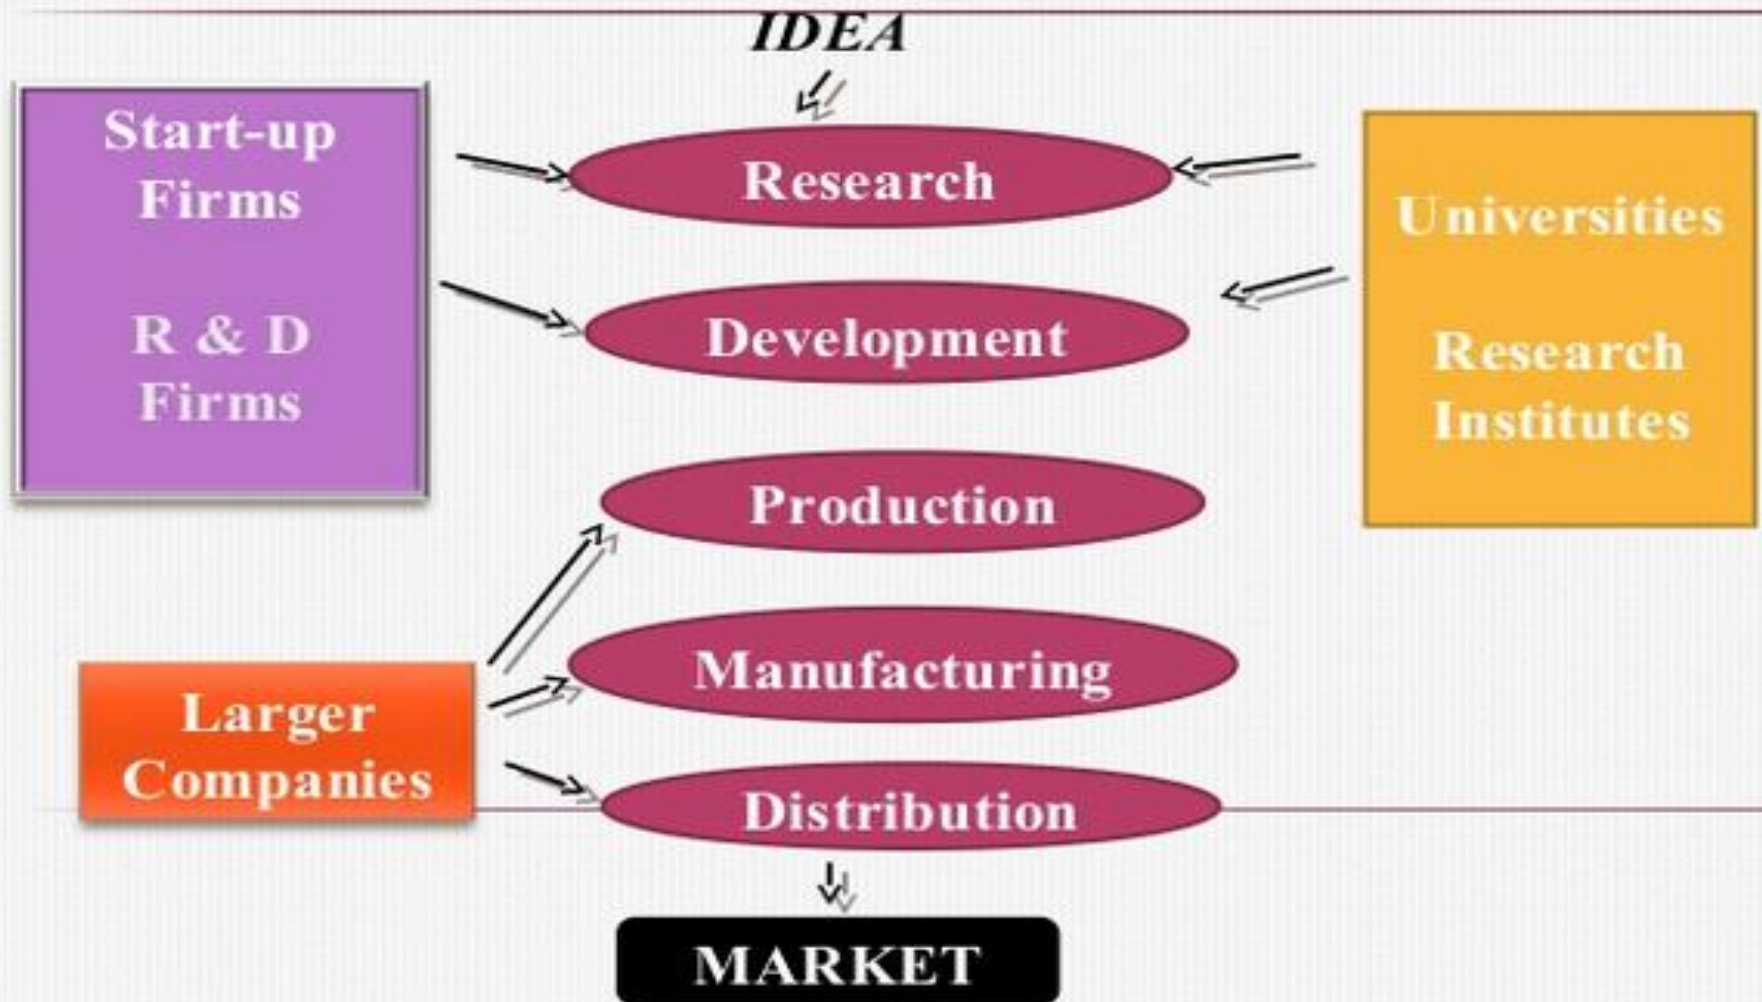 IDEA
Start-up
Firms
R & D
Firms
Research
Development
Production
Manufacturing
Distribution
Universities
Research
Institutes
Larger
Companies
MARKET